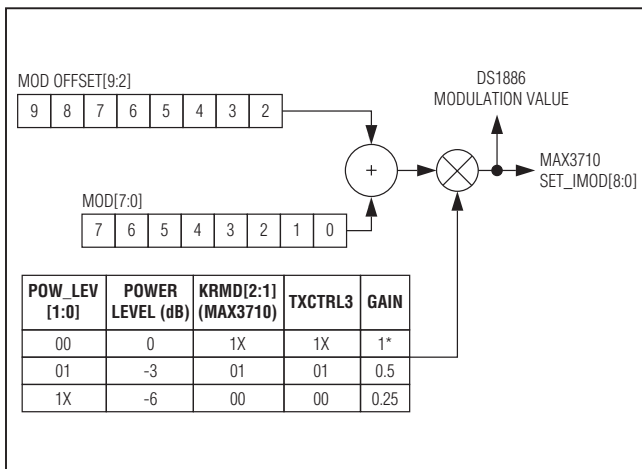 MOD OFFSET[9:2]
9 8 7 6 5 4 3 2
DS1886
MODULATION VALUE
+
MAX3710
SET_IMOD[8:0]
MOD[7:0]
7 6 5 4 3 2 1 0
POW_LEV [1:0] POWER LEVEL (dB) KRMD[2:1] (MAX3710) TXCTRL3 GAIN
00 0 1X 1X 1*
01 -3 01 01 0.5
1X -6 00 00 0.25